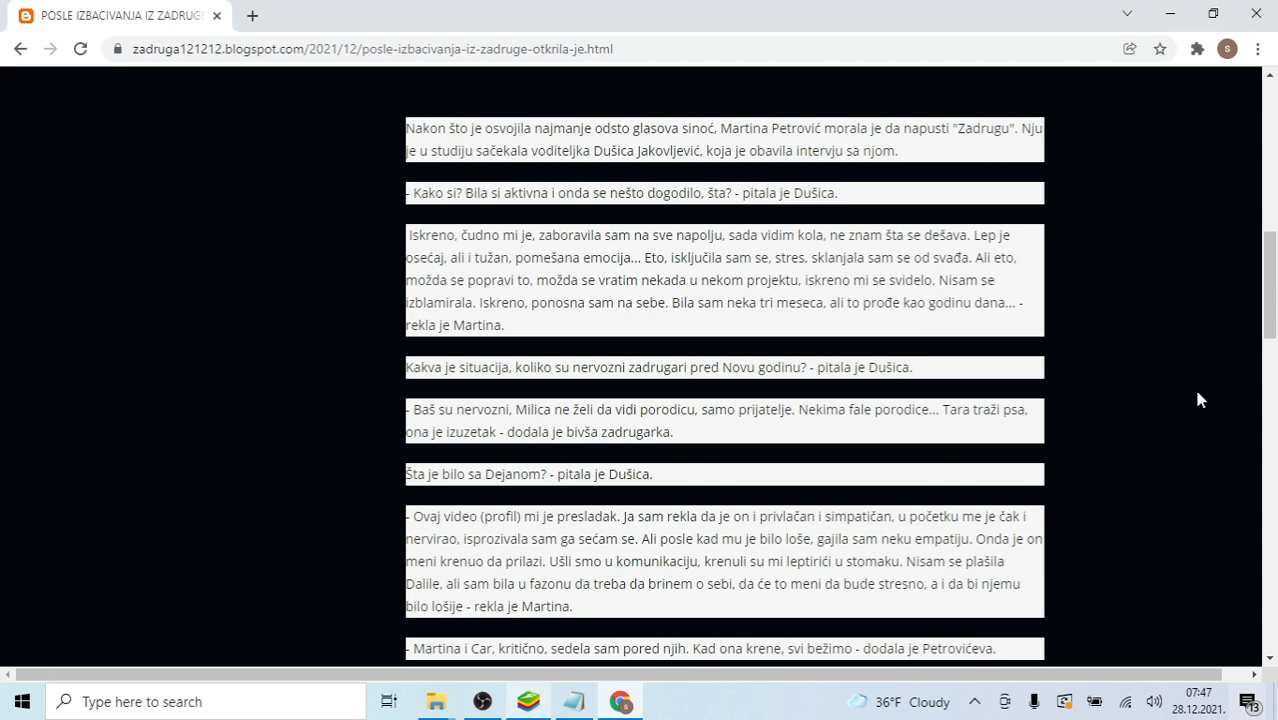 POSLE IZBACIVANJA IZ ZADRUGE
zadruga121212.blogspot.com/2021/12/posle-izbacivanja-iz-zadruge-otkrila-je.html
S
Nakon što je osvojila najmanje odsto glasova sinoć, Martina Petrović morala je da napusti "Zadrugu". Nju
je u studiju sačekala voditeljka Dušica Jakovljević, koja je obavila intervju sa njom.
- Kako si? Bila si aktivna i onda se nešto dogodilo, šta? - pitala je Dušica.
Iskreno, čudno mi je, zaboravila sam na sve napolju, sada vidim kola, ne znam šta se dešava. Lep je
osećaj, ali i tužan, pomešana emocija... Eto, isključila sam se, stres, sklanjala sam se od svađa. Ali eto,
možda se popravi to, možda se vratim nekada u nekom projektu, iskreno mi se svidelo. Nisam se
izblamirala. Iskreno, ponosna sam na sebe. Bila sam neka tri meseca, ali to prođe kao godinu dana... -
rekla je Martina.
Kakva je situacija, koliko su nervozni zadrugari pred Novu godinu? - pitala je Dušica.
- Baš su nervozni, Milica ne želi da vidi porodicu, samo prijatelje. Nekima fale porodice... Tara traži psa,
ona je izuzetak - dodala je bivša zadrugarka.
Šta je bilo sa Dejanom? - pitala je Dušica.
- Ovaj video (profil) mi je presladak. Ja sam rekla da je on i privlačan i simpatičan, u početku me je čak i
nervirao, isprozivala sam ga sećam se. Ali posle kad mu je bilo loše, gajila sam neku empatiju. Onda je on
meni krenuo da prilazi. Ušli smo u komunikaciju, krenuli su mi leptirići u stomaku. Nisam se plašila
Dalile, ali sam bila u fazonu da treba da brinem o sebi, da će to meni da bude stresno, a i da bi njemu
bilo lošije - rekla je Martina.
- Martina i Car, kritično, sedela sam pored njih. Kad ona krene, svi bežimo - dodala je Petrovićeva.
Type here to search
36°F Cloudy
07:47
28.12.2021.
13